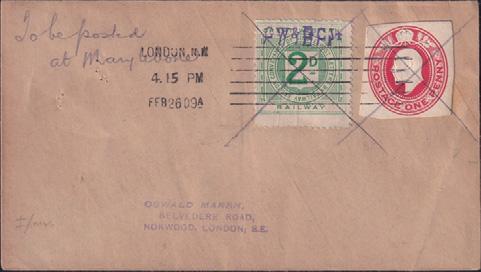 To be posted
at Marylebone
LONDON. N.W
4. 15 PM
FEB 26 09
2D
RAILWAY
POSTAGE ONE PENNY
OSWALD MARSH,
BELVEDERE ROAD,
NORWOOD, LONDON, S.E.